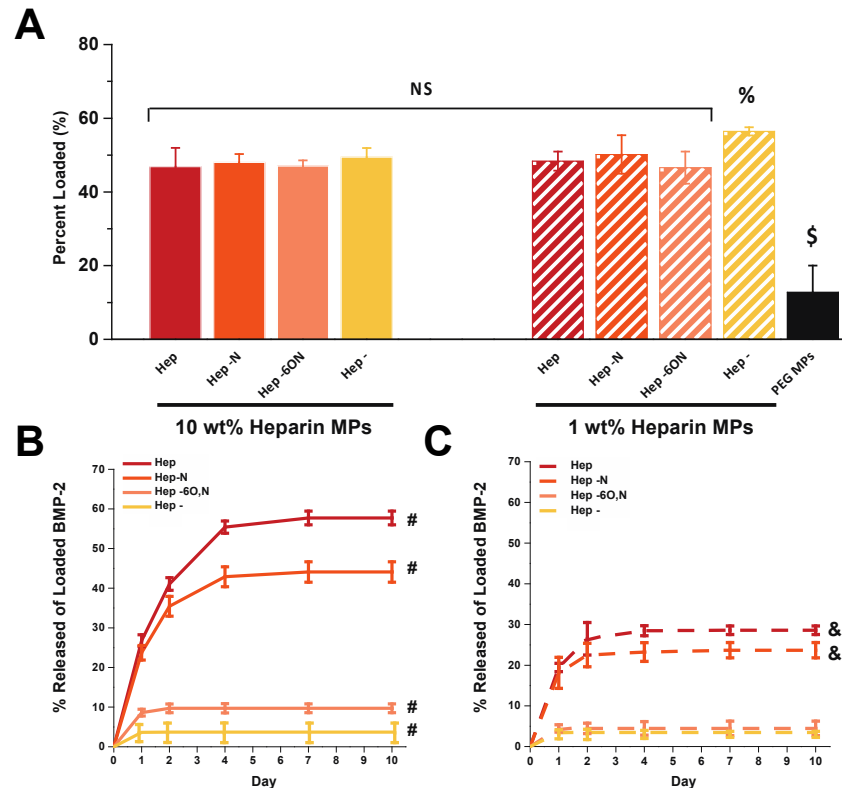 A
Percent Loaded (%)
80
60
40
20
0
NS
%
$
Hep
Hep -N
Hep -6ON
Hep -
Hep
Hep -N
Hep -6ON
Hep -
PEG MPs
10 wt% Heparin MPs
1 wt% Heparin MPs
B
% Released of Loaded BMP-2
70
60
50
40
30
20
10
0
Hep
Hep-N
Hep -6O,N
Hep -
#
#
#
#
0 1 2 3 4 5 6 7 8 9 10
Day
C
% Released of Loaded BMP-2
70
60
50
40
30
20
10
0
Hep
Hep -N
Hep -6O,N
Hep -
&
&
0 1 2 3 4 5 6 7 8 9 10
Day